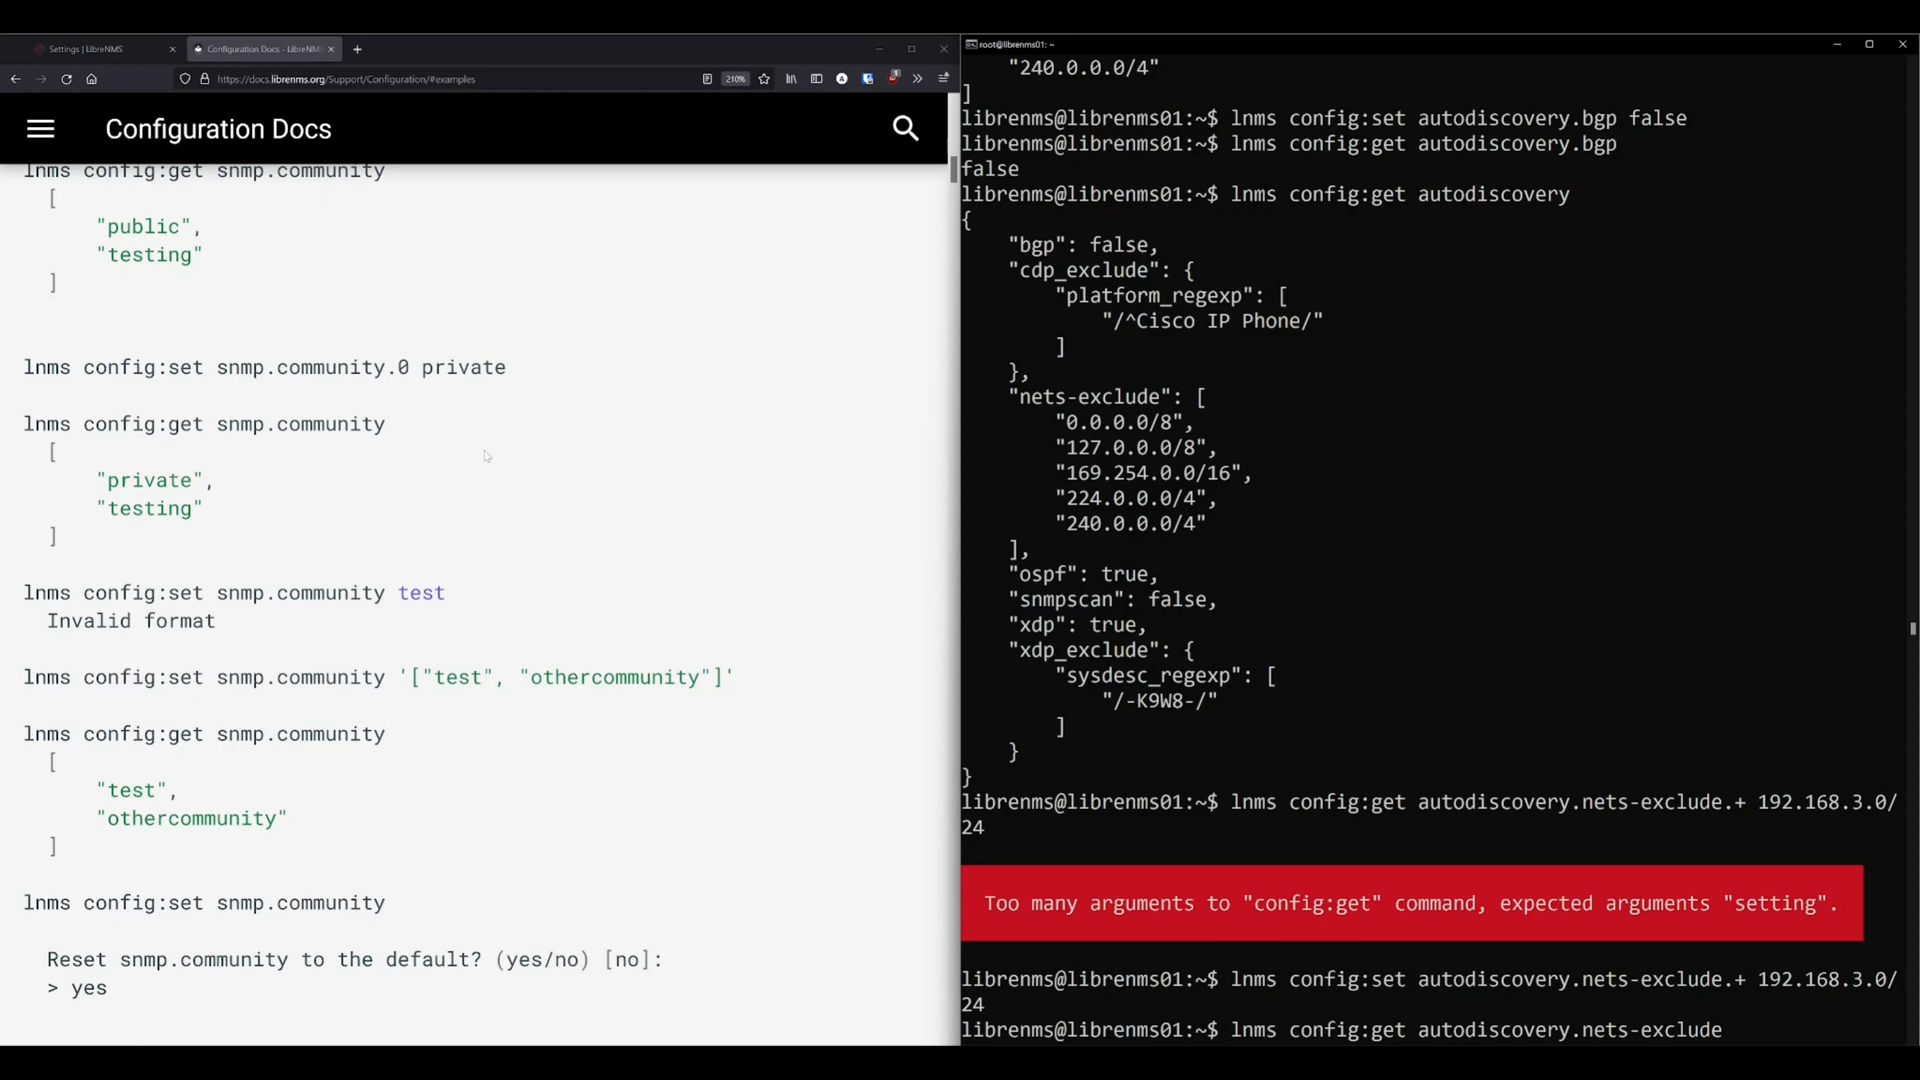 Settings | LibreNMS
Configuration Docs - LibreNMS
https://docs.librenms.org/Support/Configuration/#examples
210%
Configuration Docs
lnms config:get snmp.community
[
"public",
"testing"
]
lnms config:set snmp.community.0 private
lnms config:get snmp.community
[
"private",
"testing"
]
lnms config:set snmp.community test
Invalid format
lnms config:set snmp.community '["test", "othercommunity"]'
lnms config:get snmp.community
[
"test",
"othercommunity"
]
lnms config:set snmp.community
Reset snmp.community to the default? (yes/no) [no]:
> yes
root@librenms01: ~
"240.0.0.0/4"
]
librenms@librenms01:~$ lnms config:set autodiscovery.bgp false
librenms@librenms01:~$ lnms config:get autodiscovery.bgp
false
librenms@librenms01:~$ lnms config:get autodiscovery
{
"bgp": false,
"cdp_exclude": {
"platform_regexp": [
"/^Cisco IP Phone/"
]
},
"nets-exclude": [
"0.0.0.0/8",
"127.0.0.0/8",
"169.254.0.0/16",
"224.0.0.0/4",
"240.0.0.0/4"
],
"ospf": true,
"snmpscan": false,
"xdp": true,
"xdp_exclude": {
"sysdesc_regexp": [
"/-K9W8-/"
]
}
}
librenms@librenms01:~$ lnms config:get autodiscovery.nets-exclude.+ 192.168.3.0/
24
Too many arguments to "config:get" command, expected arguments "setting".
librenms@librenms01:~$ lnms config:set autodiscovery.nets-exclude.+ 192.168.3.0/
24
librenms@librenms01:~$ lnms config:get autodiscovery.nets-exclude